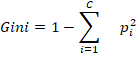 Gini = 1 − ∑_{i=1}^{C} p_i^2